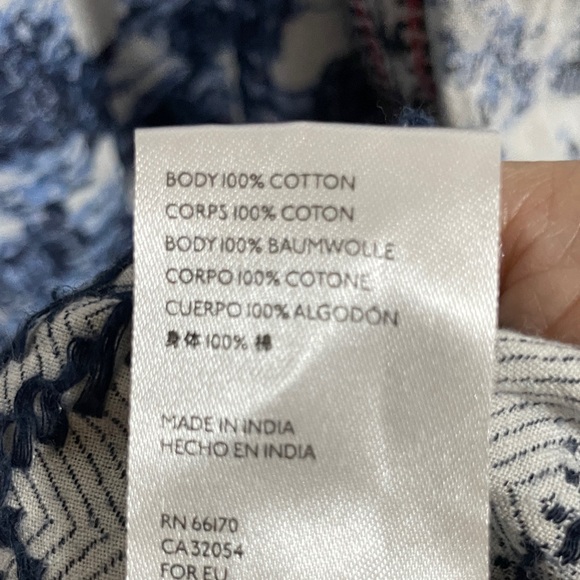 BODY 100% COTTON
CORPS 100% COTON
BODY 100% BAUMWOLLE
CORPO 100% COTONE
CUERPO 100% ALGODÓN
身体 100% 棉
MADE IN INDIA
HECHO EN INDIA
RN 66170
CA 32054
FOR EU